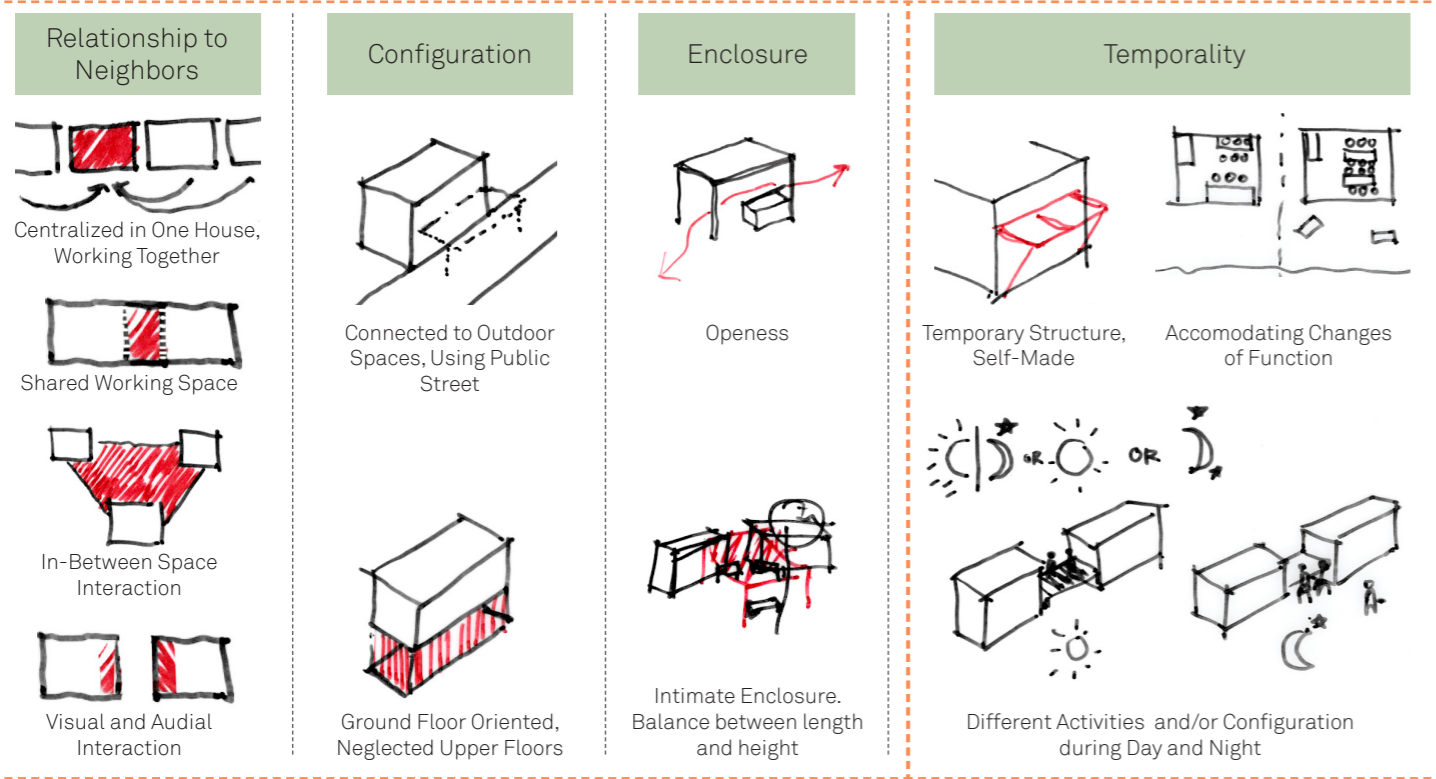 Relationship to
Neighbors
Centralized in One House,
Working Together
Shared Working Space
In-Between Space
Interaction
Visual and Audial
Interaction
Configuration
Connected to Outdoor
Spaces, Using Public
Street
Ground Floor Oriented,
Neglected Upper Floors
Enclosure
Openess
Intimate Enclosure.
Balance between length
and height
Temporality
Temporary Structure,
Self-Made
Accomodating Changes
of Function
OR OR
Different Activities and/or Configuration
during Day and Night